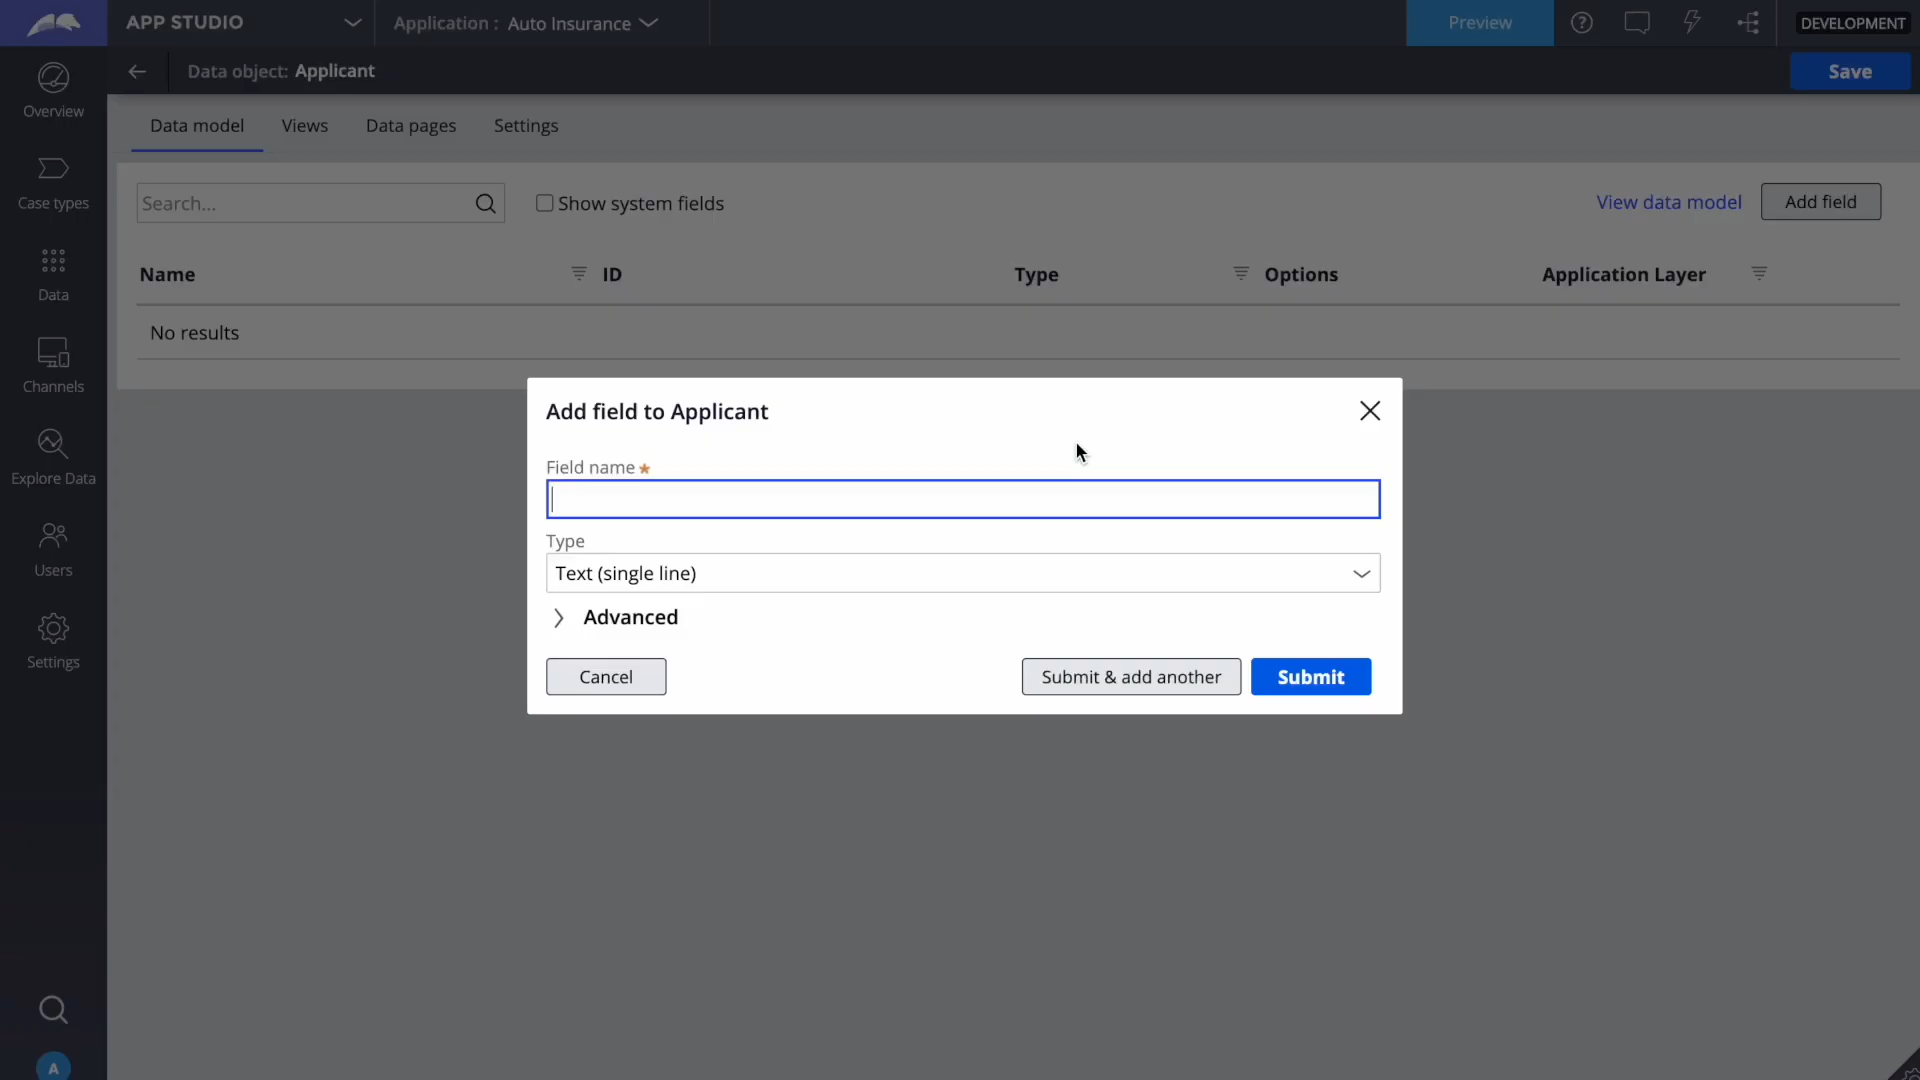 APP STUDIO
Application : Auto Insurance
Preview
DEVELOPMENT
Data object: Applicant
Save
Overview
Case types
Data
Channels
Explore Data
Users
Settings
A
Data model
Views
Data pages
Settings
Search...
Show system fields
View data model
Add field
Name
ID
Type
Options
Application Layer
No results
Add field to Applicant
Field name *
Type
Text (single line)
Advanced
Cancel
Submit & add another
Submit